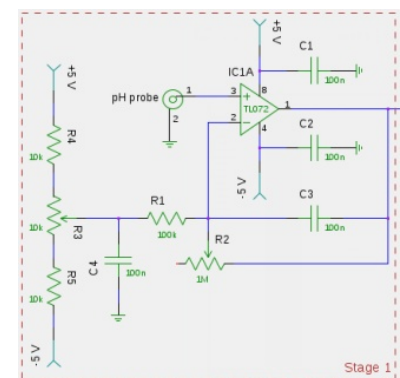 +5 V
+5 V
C1
IC1A
100n
pH probe
1
3
8
2
TL072
1
2
4
C2
100n
R4
10k
-5 V
C3
R1
10k
R3
100k
100n
R2
C4
100n
1M
R5
10k
-5 V
Stage 1